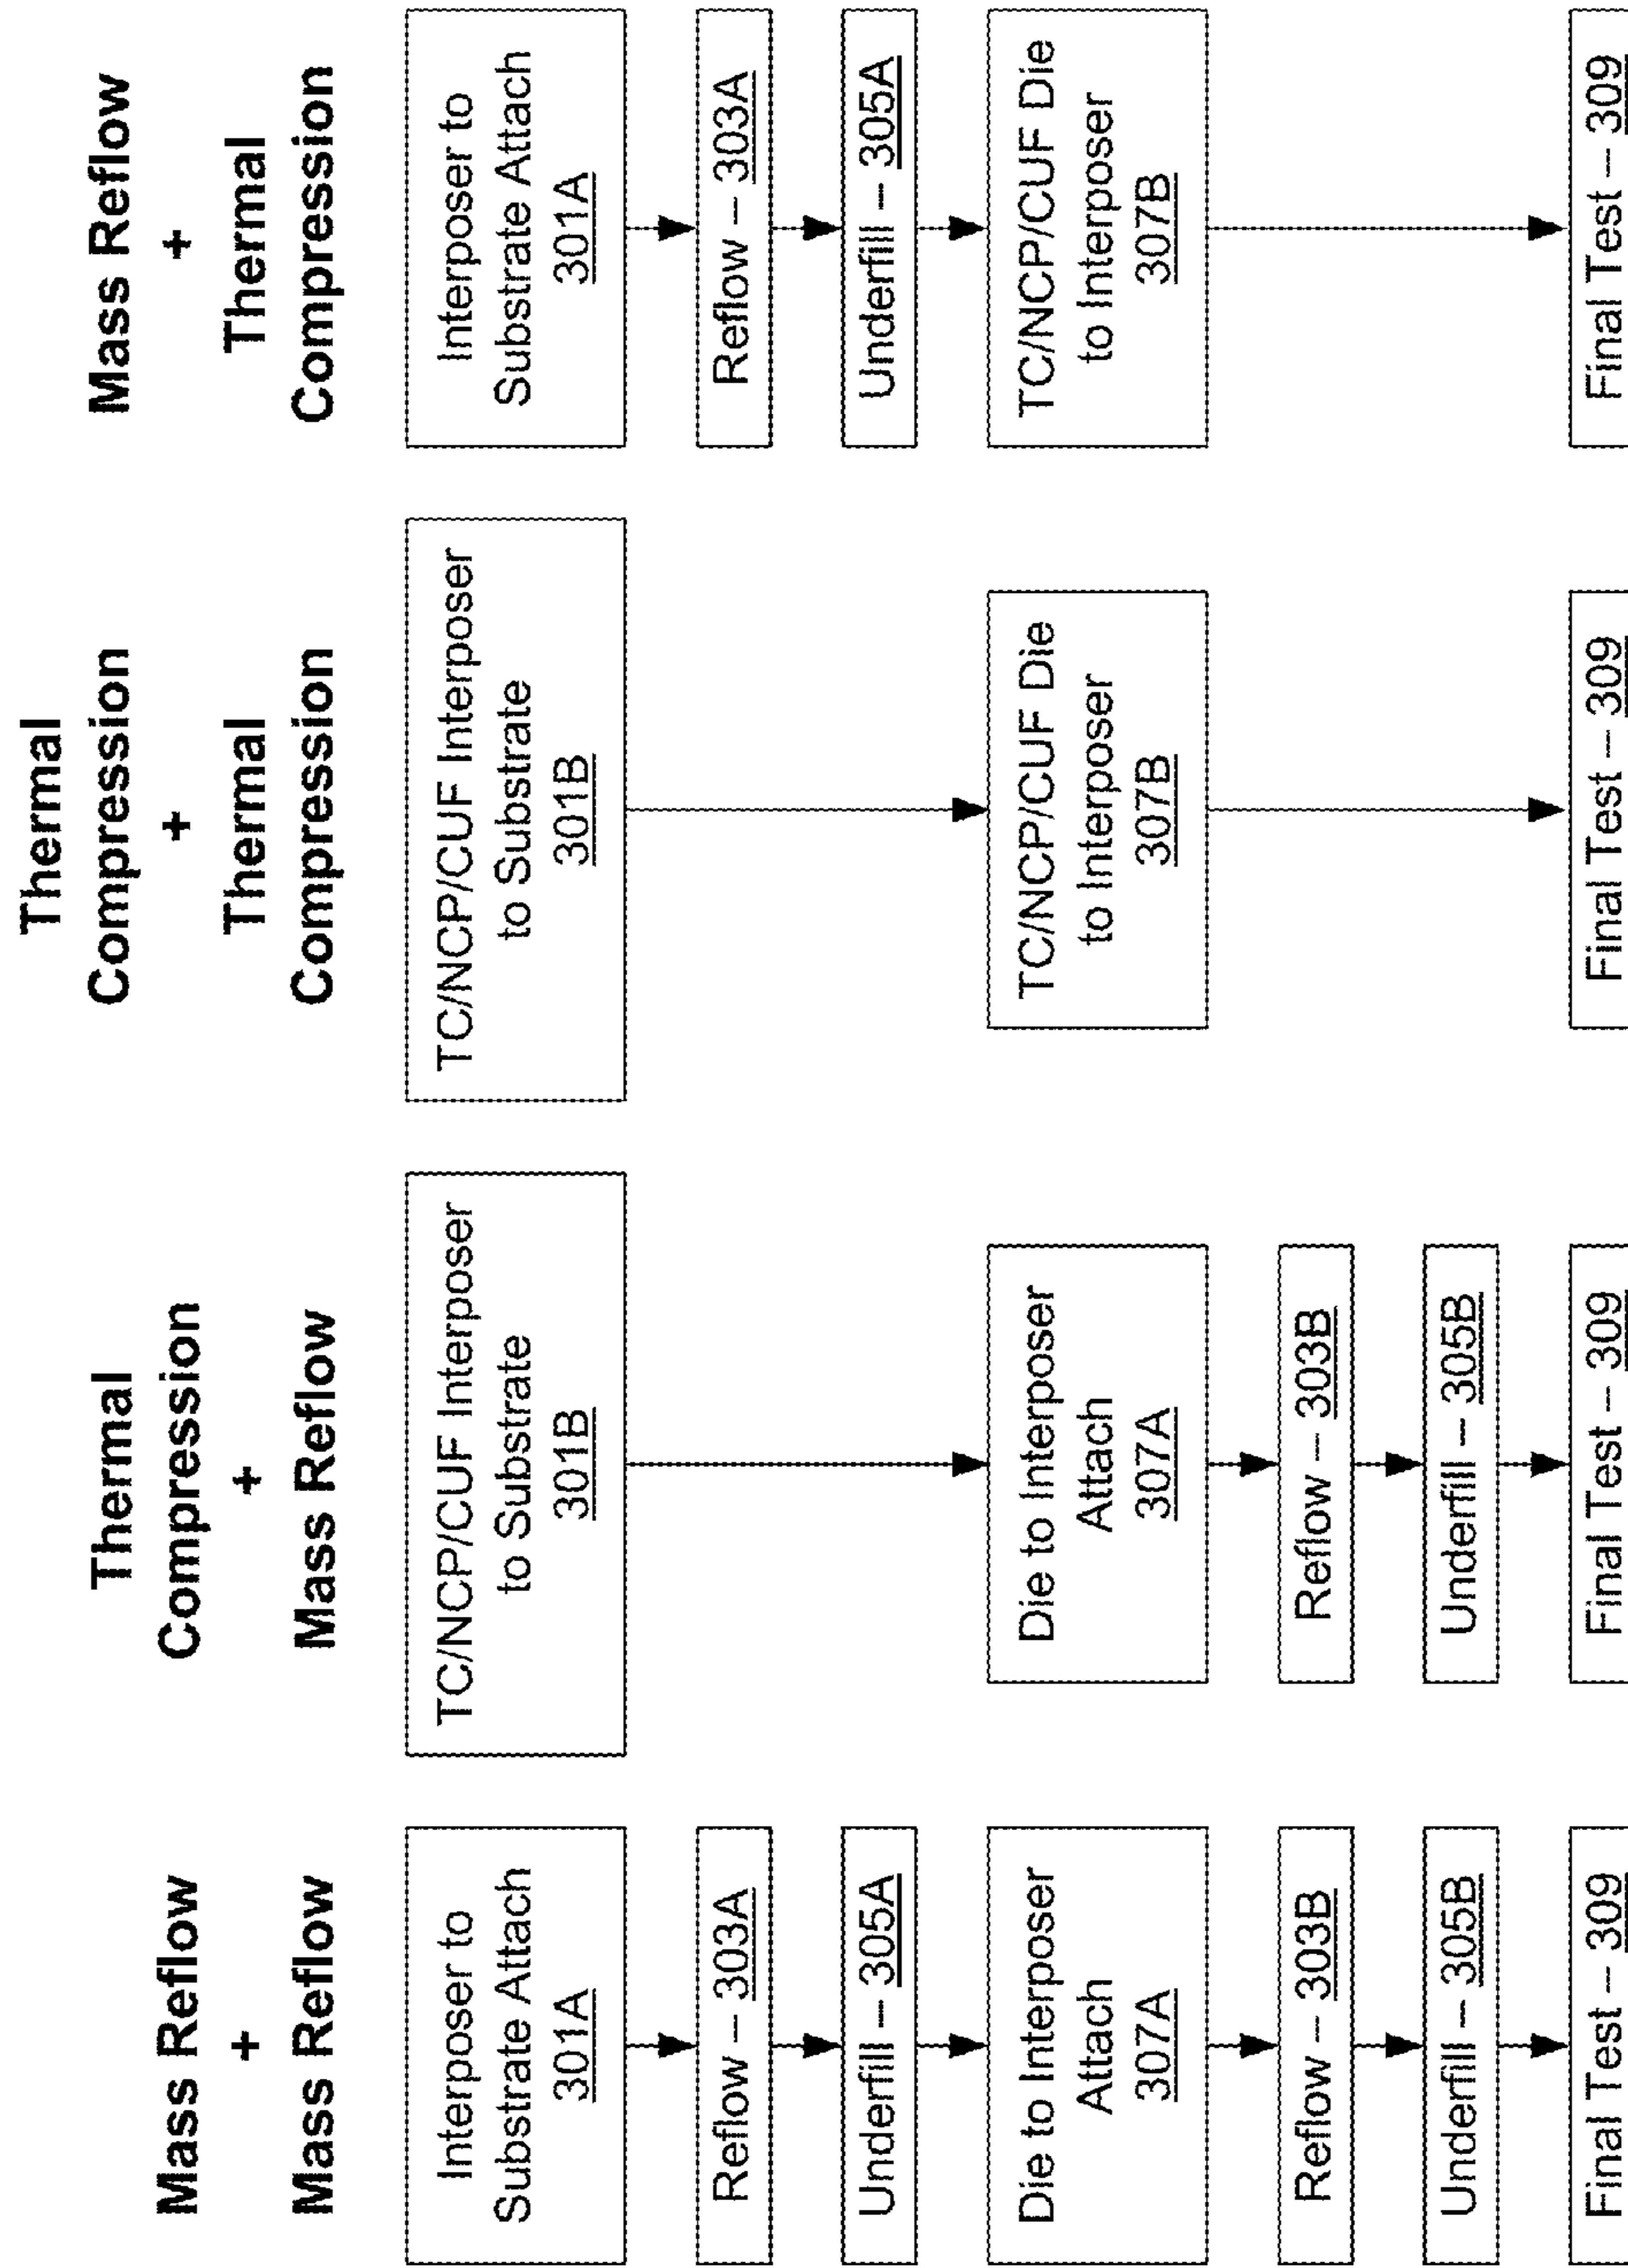 Mass Reflow
+
Mass Reflow
Interposer to
Substrate Attach
301A
Reflow – 303A
Underfill – 305A
Die to Interposer
Attach
307A
Reflow – 303B
Underfill – 305B
Final Test – 309
Thermal
Compression
+
Mass Reflow
TC/NCP/CUF Interposer
to Substrate
301B
Die to Interposer
Attach
307A
Reflow – 303B
Underfill – 305B
Final Test – 309
Thermal
Compression
+
Thermal
Compression
TC/NCP/CUF Interposer
to Substrate
301B
TC/NCP/CUF Die
to Interposer
307B
Final Test – 309
Mass Reflow
+
Thermal
Compression
Interposer to
Substrate Attach
301A
Reflow – 303A
Underfill – 305A
TC/NCP/CUF Die
to Interposer
307B
Final Test – 309